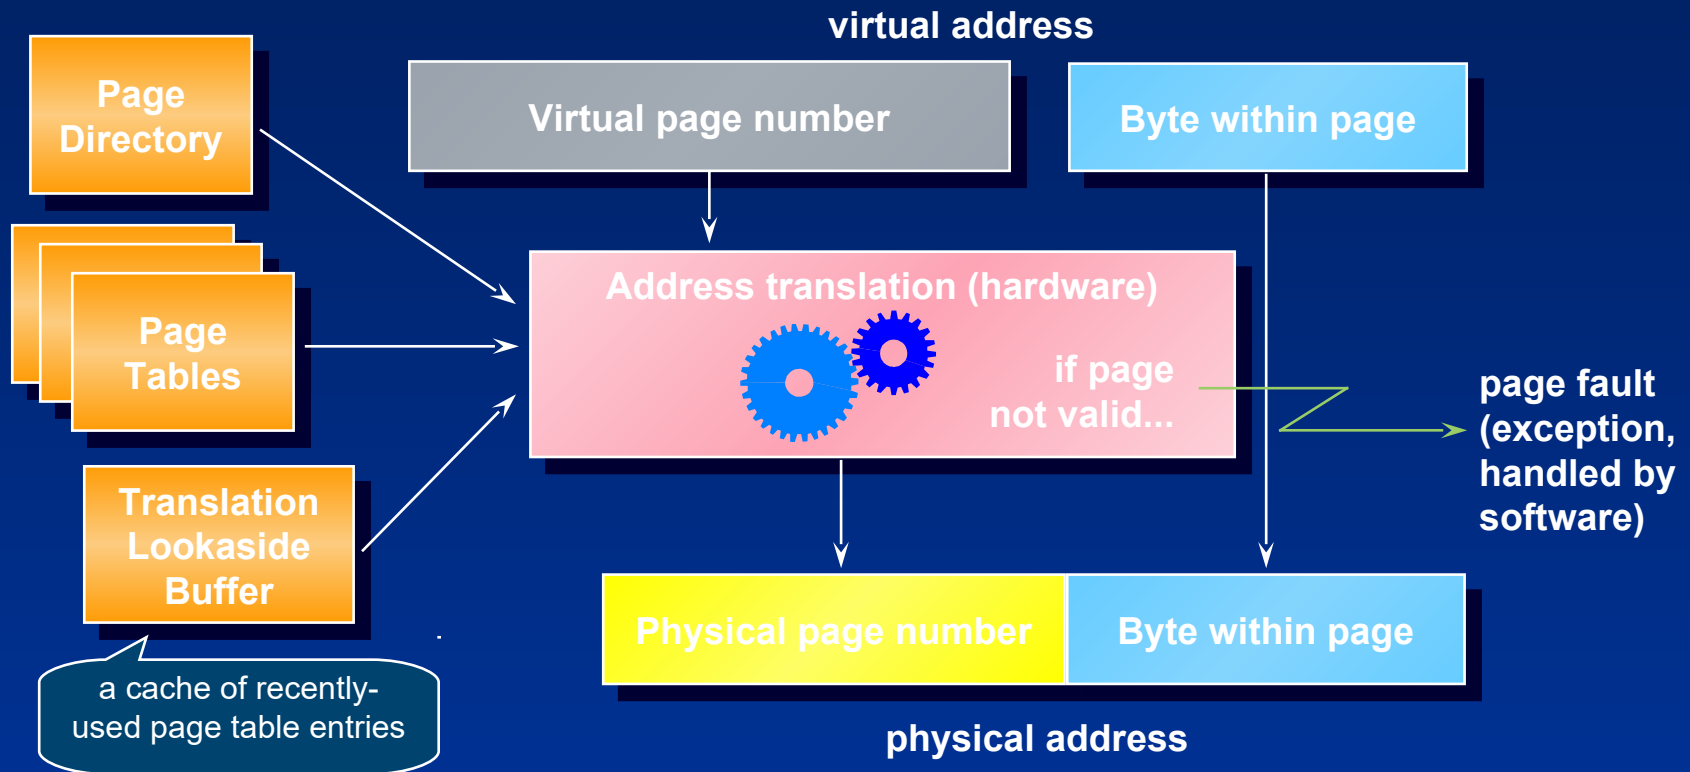 virtual address
Page
Directory
Virtual page number
Byte within page
Address translation (hardware)
Page
Tables
if page
not valid...
page fault
(exception,
handled by
software)
Translation
Lookaside
Buffer
Physical page number
Byte within page
a cache of recently-
used page table entries
physical address